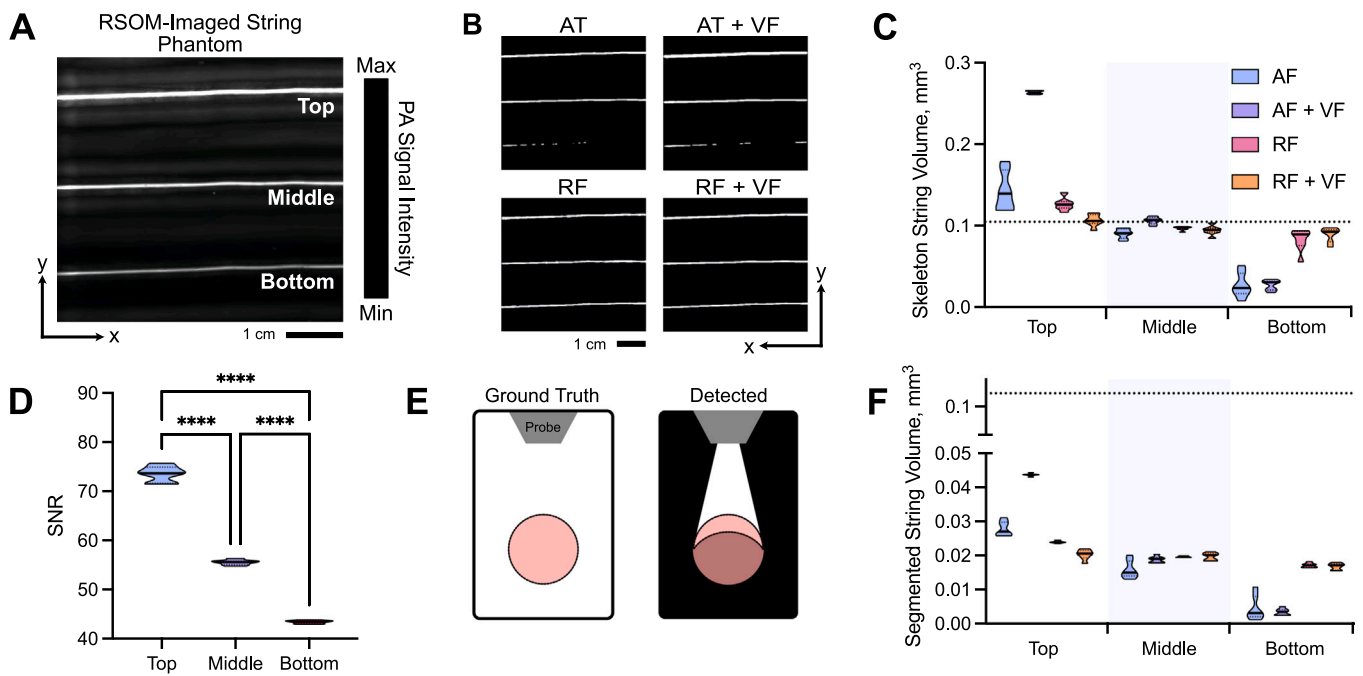 A
RSOM-Imaged String
Phantom
Top
Middle
Bottom
y
x
1 cm
Max
PA Signal Intensity
Min
B
AT
AT + VF
RF
RF + VF
1 cm
x
y
C
Skeleton String Volume, mm³
0.3
0.2
0.1
0.0
Top
Middle
Bottom
AF
AF + VF
RF
RF + VF
D
SNR
90
80
70
60
50
40
****
****
****
Top
Middle
Bottom
E
Ground Truth
Probe
Detected
F
Segmented String Volume, mm³
0.1
0.05
0.04
0.03
0.02
0.01
0.00
Top
Middle
Bottom